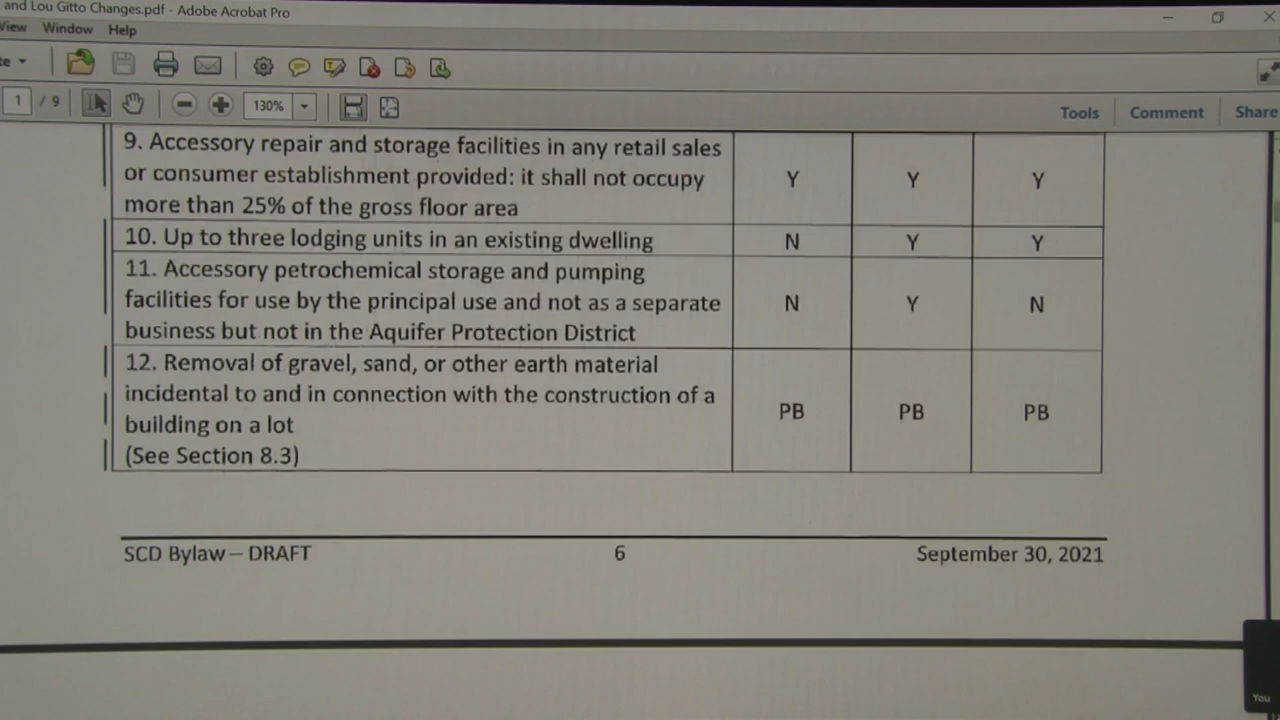 and Lou Gitto Changes.pdf - Adobe Acrobat Pro
View Window Help
1 / 9 130% Tools Comment Share
9. Accessory repair and storage facilities in any retail sales
or consumer establishment provided: it shall not occupy
more than 25% of the gross floor area
Y Y Y
10. Up to three lodging units in an existing dwelling
N Y Y
11. Accessory petrochemical storage and pumping
facilities for use by the principal use and not as a separate
business but not in the Aquifer Protection District
N Y N
12. Removal of gravel, sand, or other earth material
incidental to and in connection with the construction of a
building on a lot
(See Section 8.3)
PB PB PB
SCD Bylaw – DRAFT 6 September 30, 2021
You